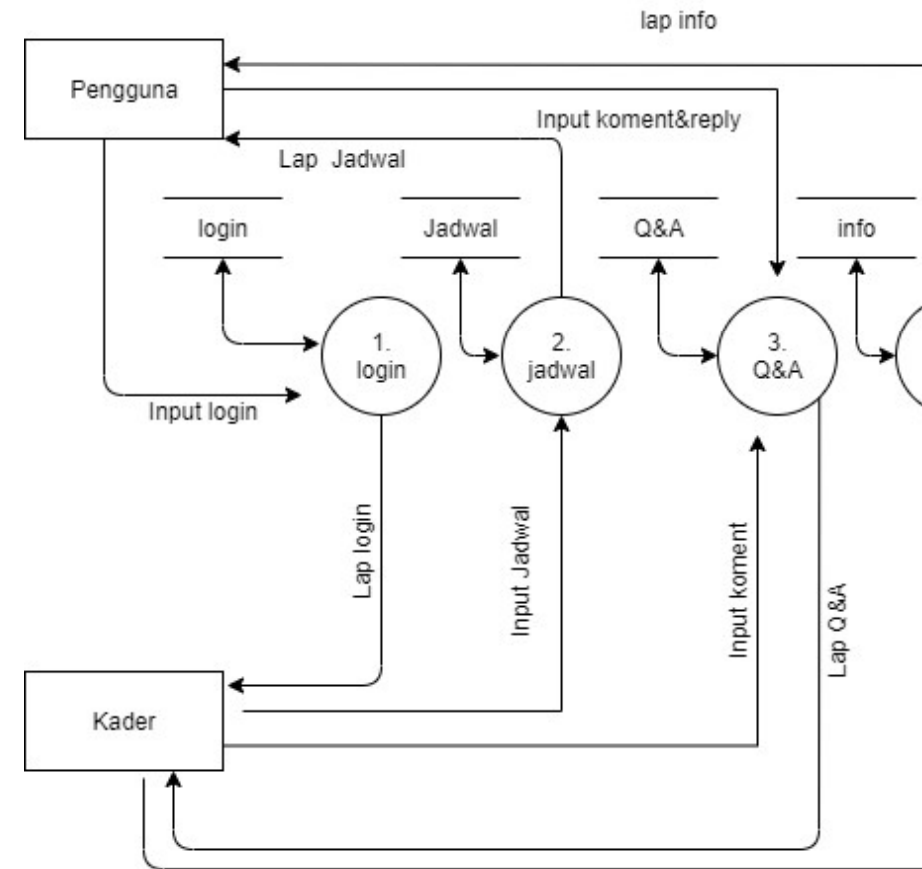 lap info
Pengguna
Input koment&reply
Lap Jadwal
login
Jadwal
Q&A
info
1.
login
2.
jadwal
3.
Q&A
Input login
Lap login
Input Jadwal
Input koment
Lap Q&A
Kader